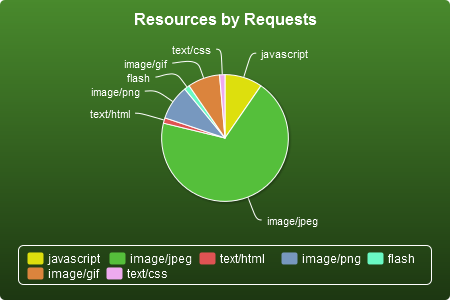 Resources by Requests
text/css
javascript
image/gif
flash
image/png
text/html
image/jpeg
javascript image/jpeg text/html image/png flash
image/gif text/css